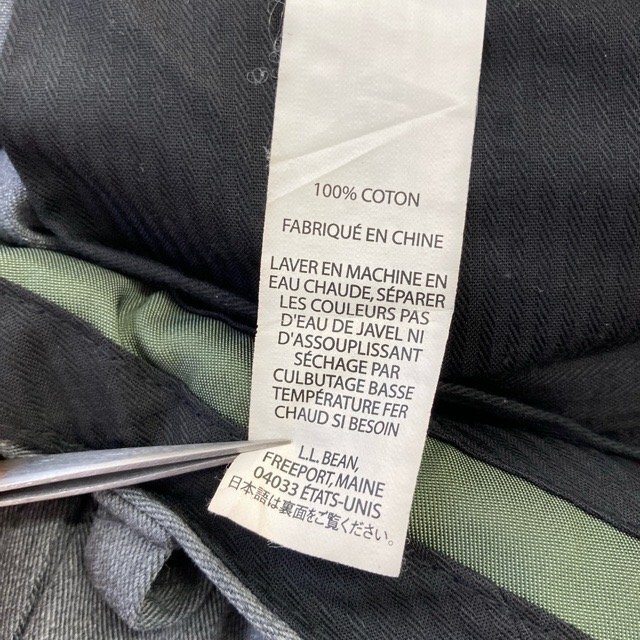 100% COTON
FABRIQUÉ EN CHINE
LAVER EN MACHINE EN
EAU CHAUDE, SÉPARER
LES COULEURS PAS
D'EAU DE JAVEL NI
D'ASSOUPLISSANT
SÉCHAGE PAR
CULBUTAGE BASSE
TEMPÉRATURE FER
CHAUD SI BESOIN
L.L. BEAN,
FREEPORT, MAINE
04033 ÉTATS-UNIS
日本語は裏面をご覧ください。